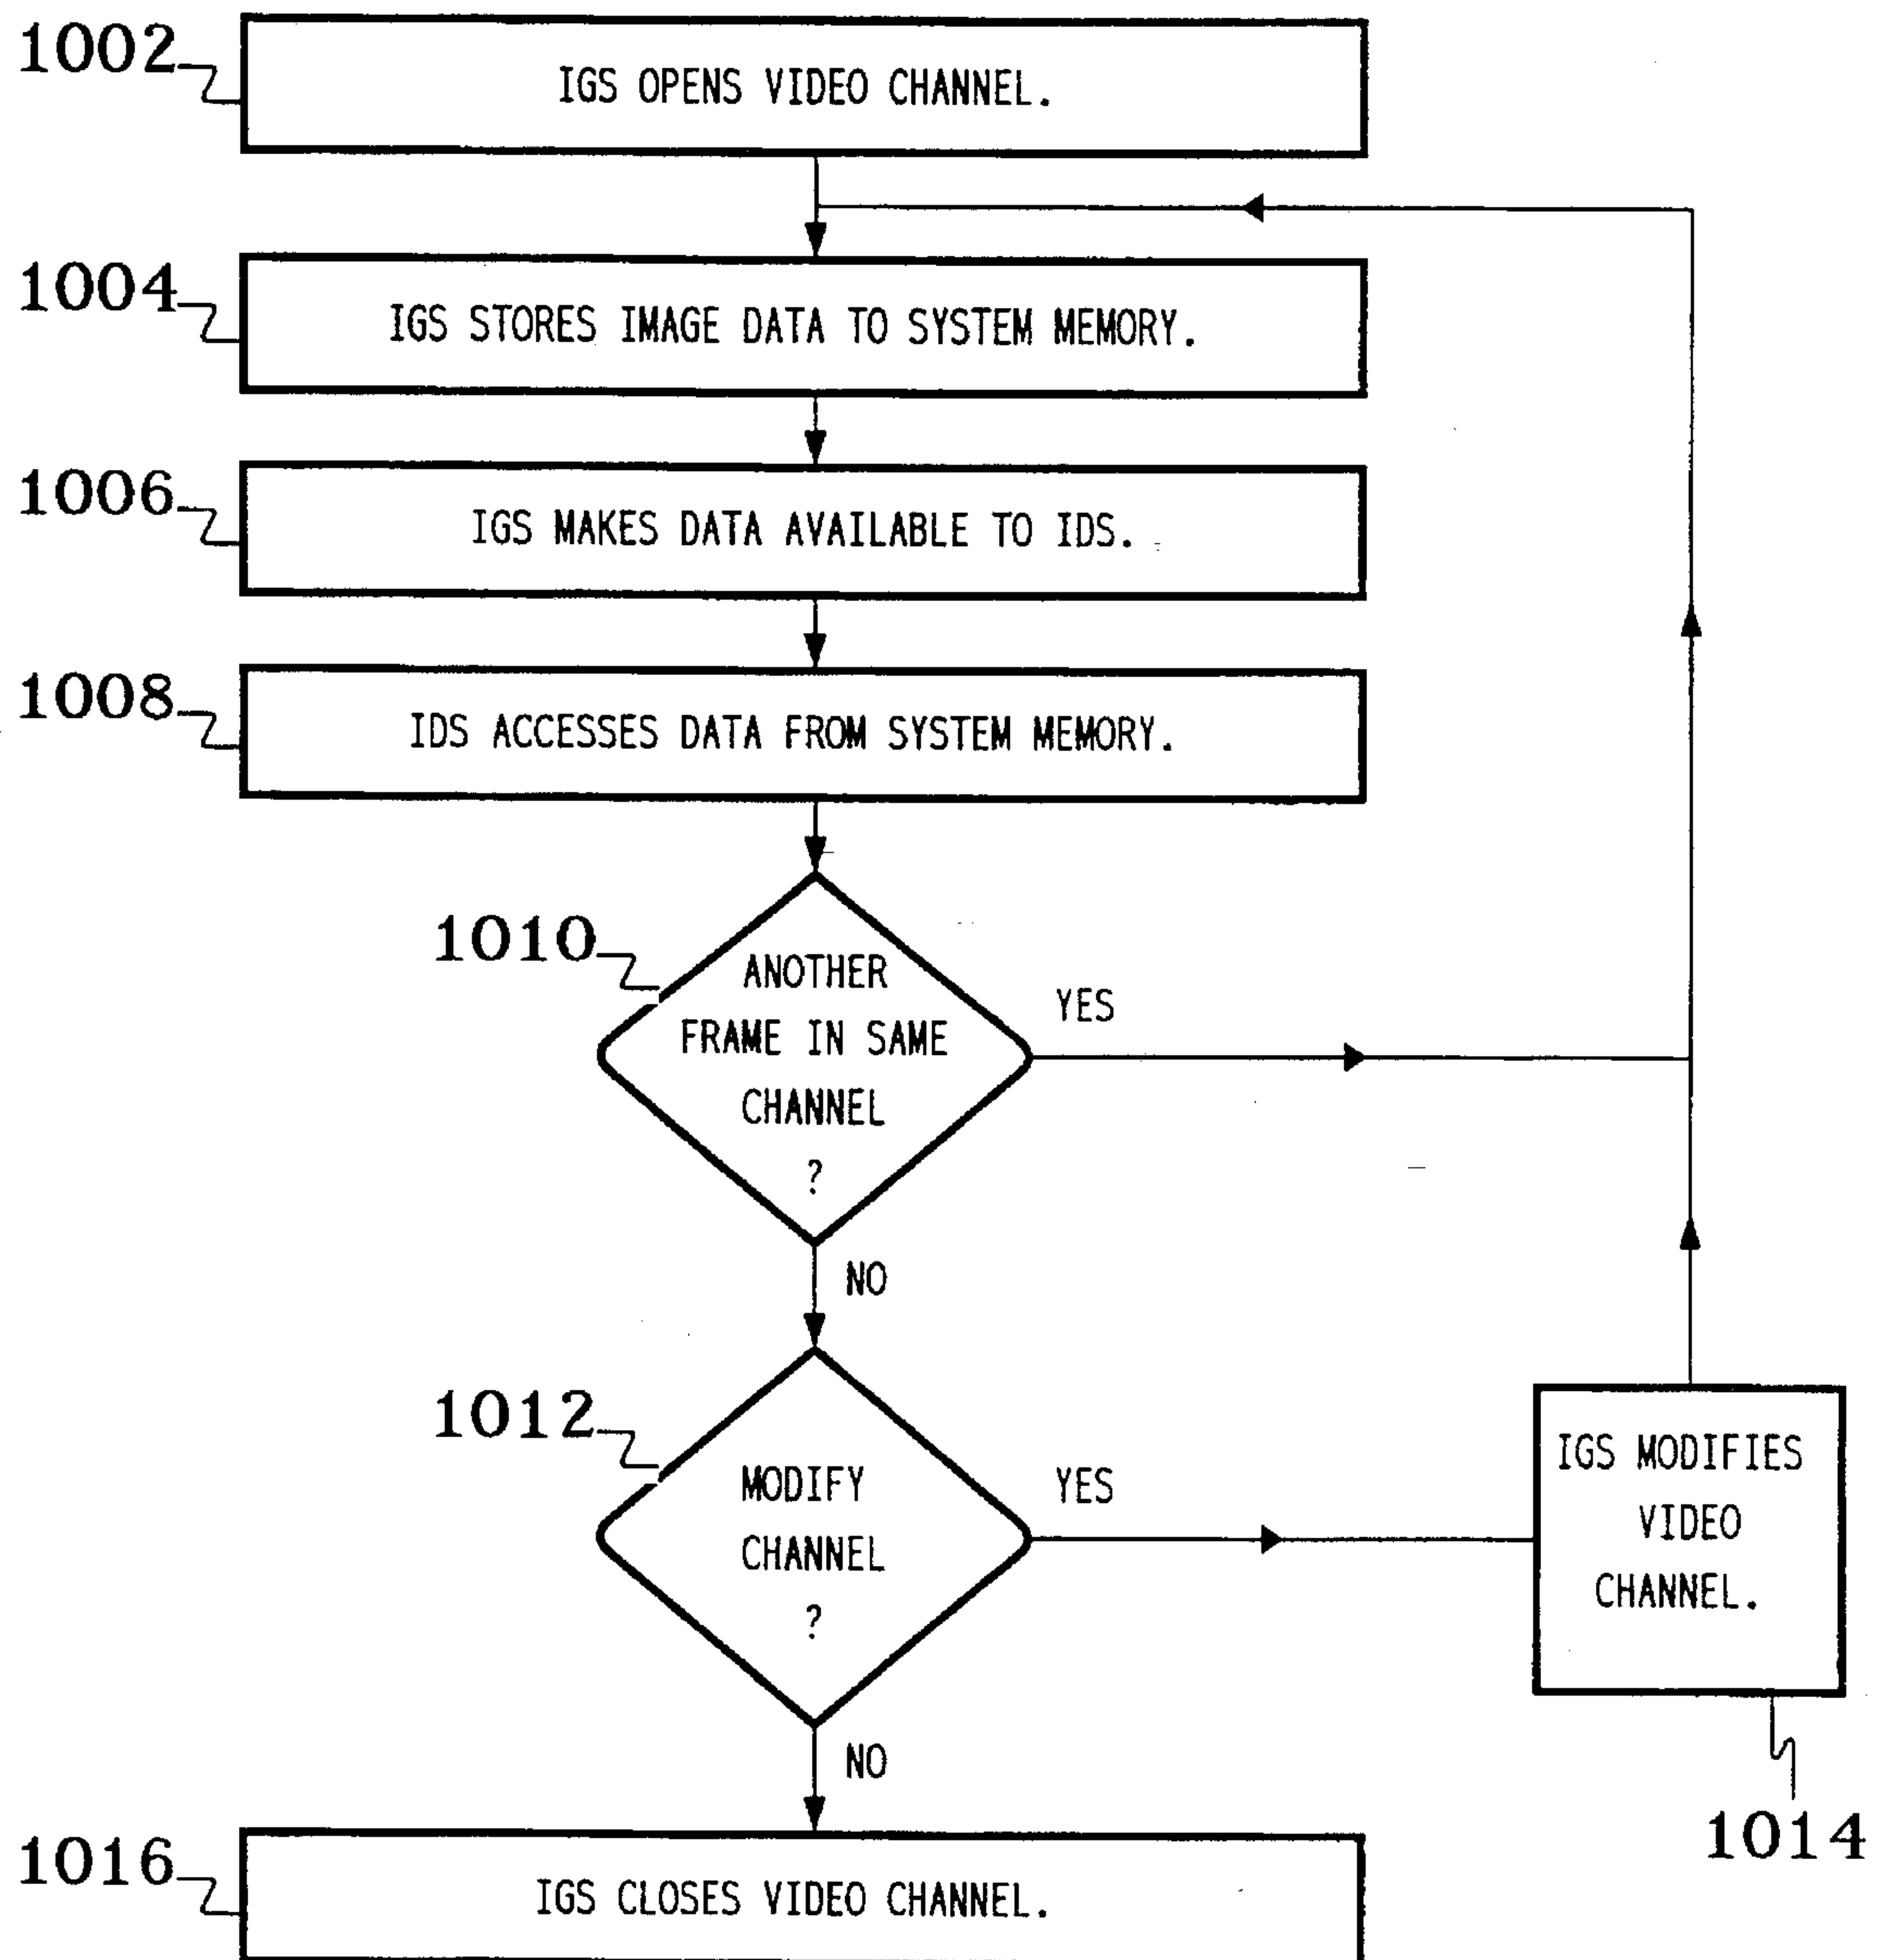 1002
IGS OPENS VIDEO CHANNEL.
1004
IGS STORES IMAGE DATA TO SYSTEM MEMORY.
1006
IGS MAKES DATA AVAILABLE TO IDS.
1008
IDS ACCESSES DATA FROM SYSTEM MEMORY.
1010
ANOTHER
FRAME IN SAME
CHANNEL
?
YES
NO
1012
MODIFY
CHANNEL
?
YES
IGS MODIFIES
VIDEO
CHANNEL.
1014
NO
1016
IGS CLOSES VIDEO CHANNEL.